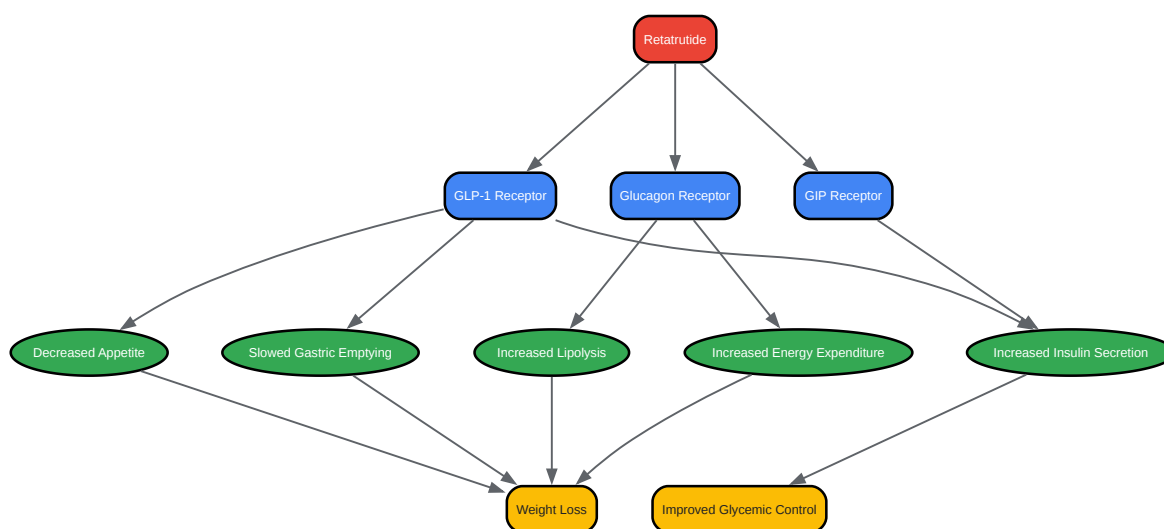 Retatrutide
GLP-1 Receptor
Glucagon Receptor
GIP Receptor
Decreased Appetite
Slowed Gastric Emptying
Increased Lipolysis
Increased Energy Expenditure
Increased Insulin Secretion
Weight Loss
Improved Glycemic Control